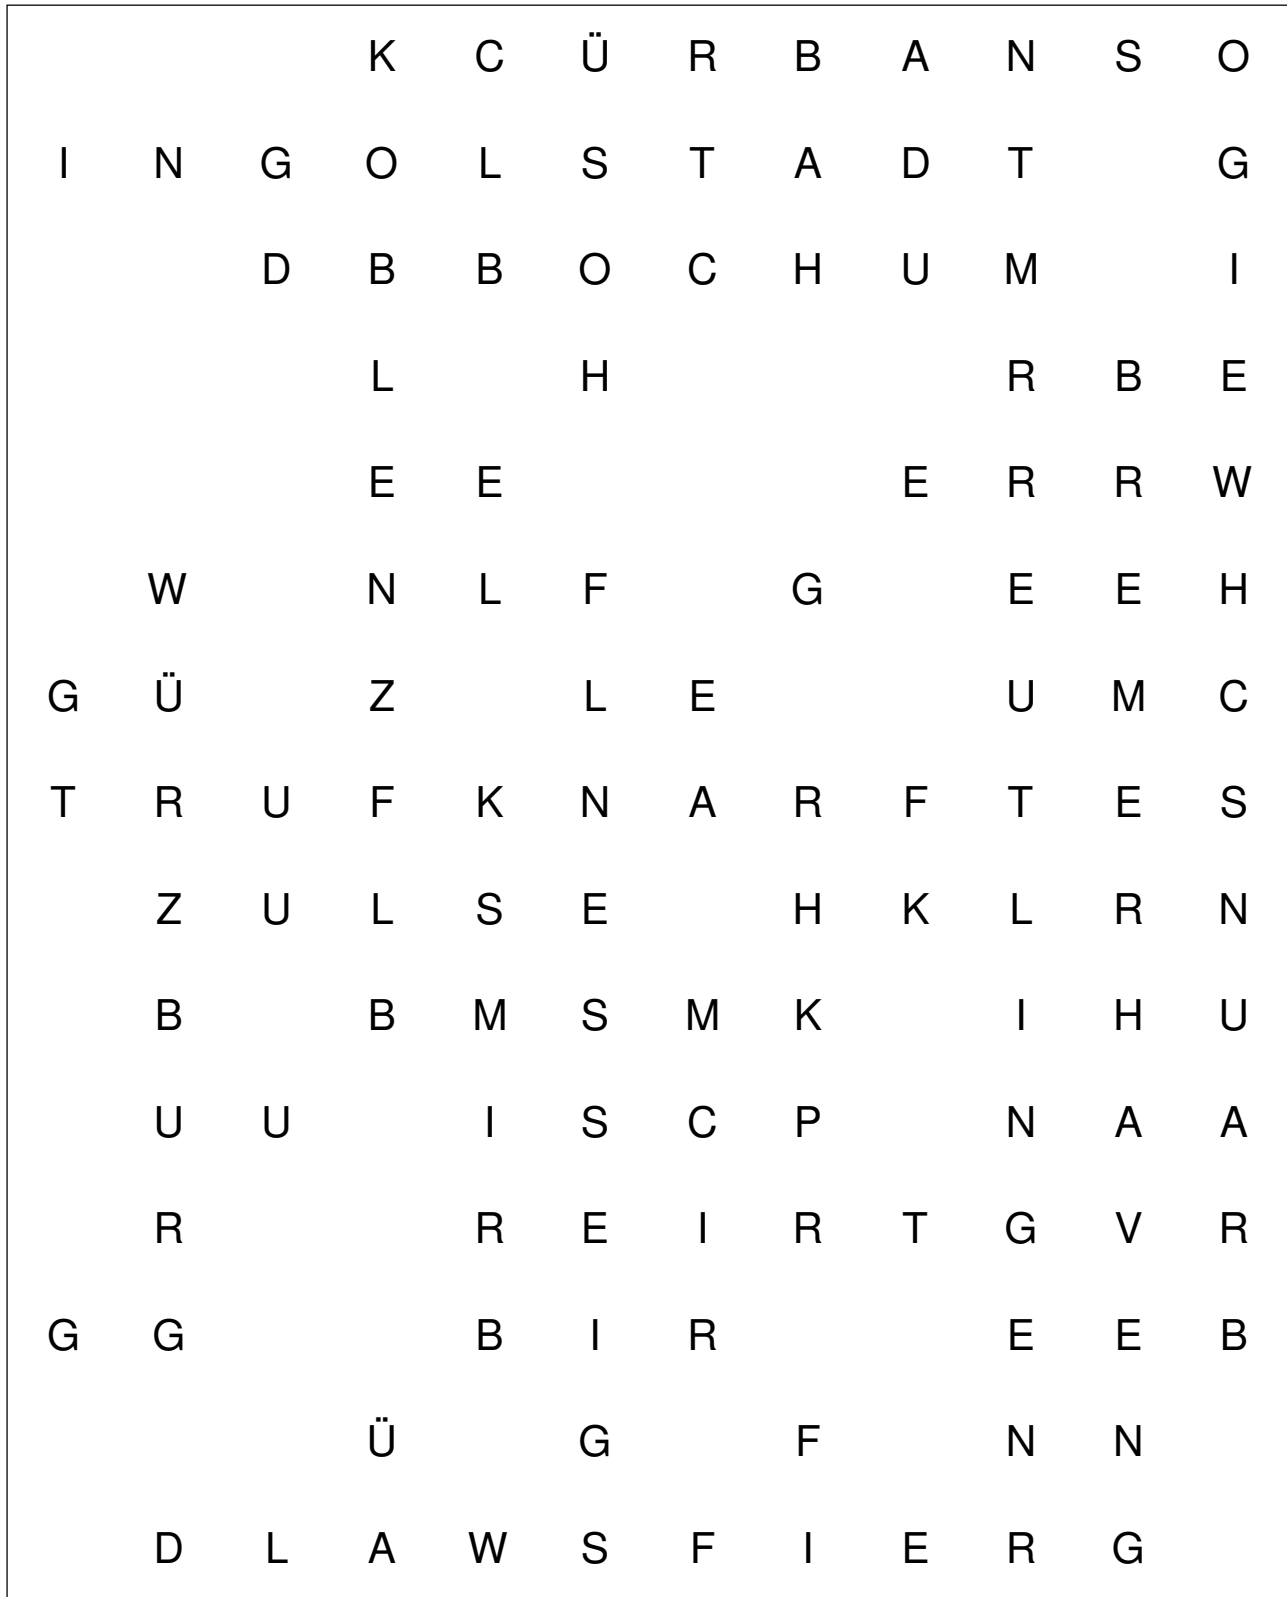 K C Ü R B A N S O
I N G O L S T A D T G
D B B O C H U M I
L H R B E
E E E R R W
W N L F G E E H
G Ü Z L E U M C
T R U F K N A R F T E S
Z U L S E H K L R N
B B M S M K I H U
U U I S C P N A A
R R E I R T G V R
G G B I R E E B
Ü G F N N
D L A W S F I E R G